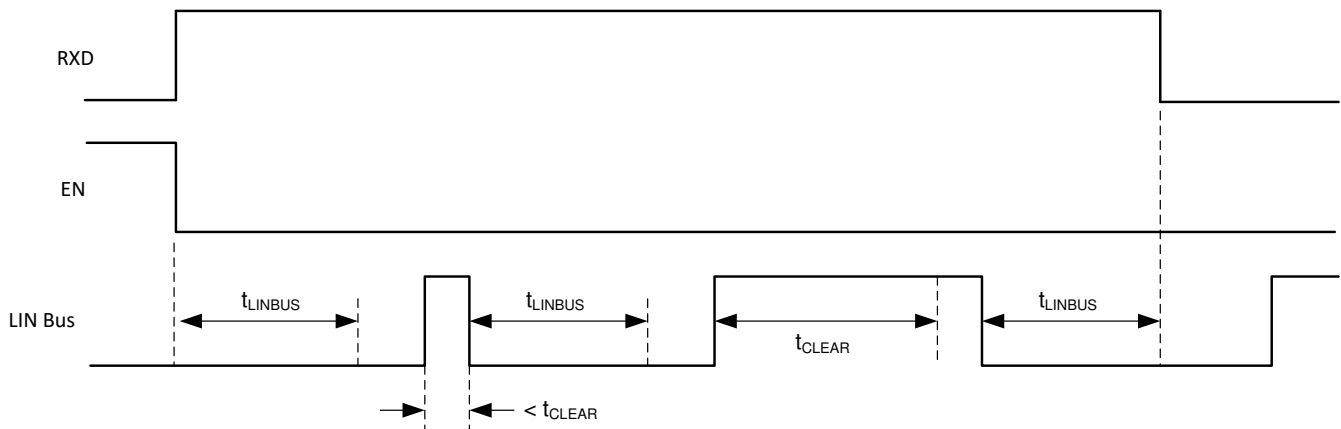 RXD
EN
LIN Bus
tLINBUS
tLINBUS
tCLEAR
tLINBUS
< tCLEAR